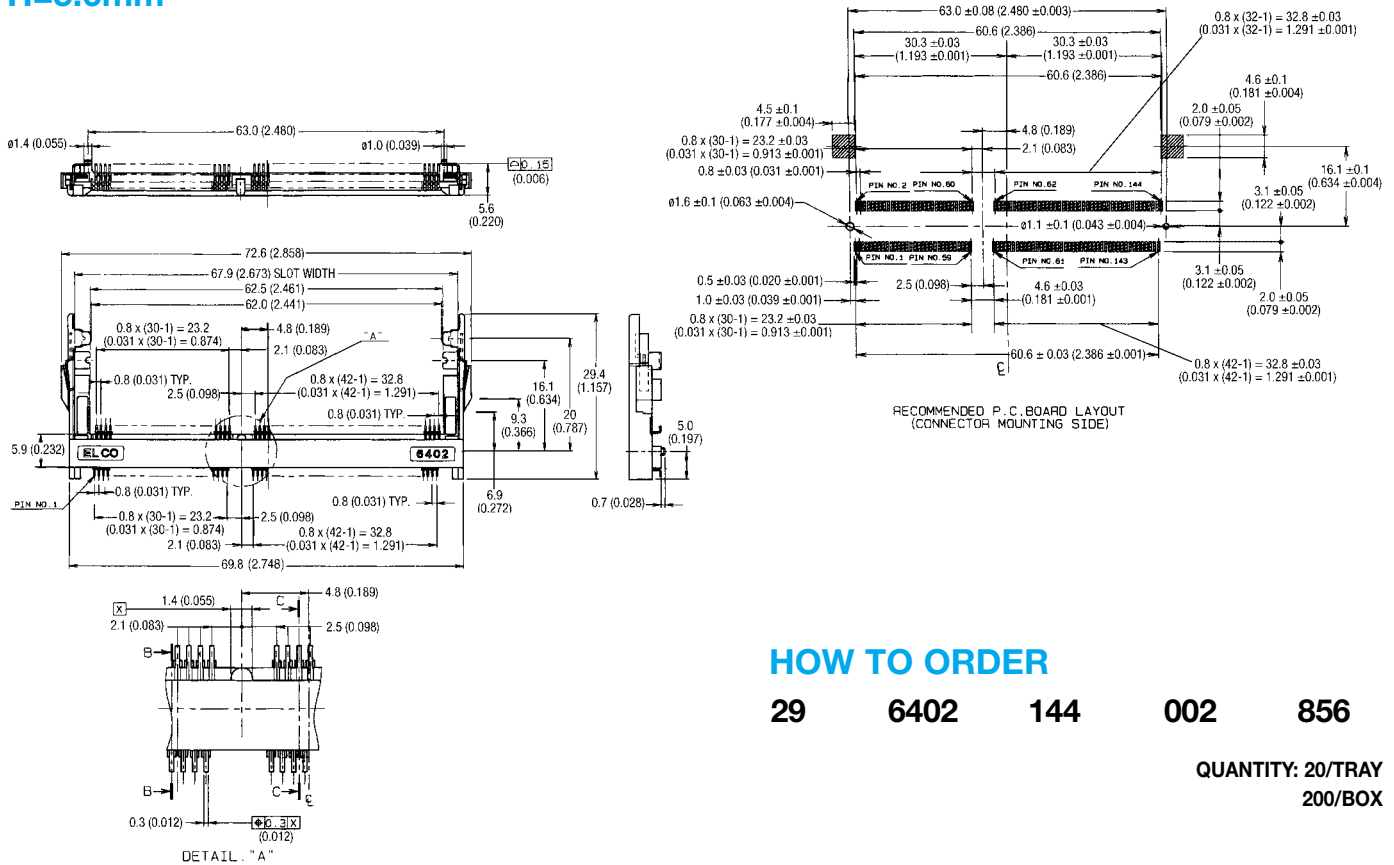 63.0 (2.480)
ø1.4 (0.055)
ø1.0 (0.039)
0.15
(0.006)
5.6
(0.220)
72.6 (2.858)
67.9 (2.673) SLOT WIDTH
62.5 (2.461)
62.0 (2.441)
0.8 x (30-1) = 23.2
(0.031 x (30-1) = 0.874)
4.8 (0.189)
"A"
2.1 (0.083)
0.8 (0.031) TYP.
2.5 (0.098)
0.8 x (42-1) = 32.8
(0.031 x (42-1) = 1.291)
0.8 (0.031) TYP.
16.1
(0.634)
9.3
(0.366)
20
(0.787)
29.4
(1.157)
5.9 (0.232)
ELCO
6402
5.0
(0.197)
0.7 (0.028)
PIN NO.1
0.8 (0.031) TYP.
0.8 (0.031) TYP.
6.9
(0.272)
0.8 x (30-1) = 23.2
(0.031 x (30-1) = 0.874)
2.5 (0.098)
2.1 (0.083)
0.8 x (42-1) = 32.8
(0.031 x (42-1) = 1.291)
69.8 (2.748)
X
1.4 (0.055)
C
4.8 (0.189)
2.1 (0.083)
2.5 (0.098)
B
B
C
0.3 (0.012)
0.3 X
(0.012)
DETAIL. "A"
63.0 ±0.08 (2.480 ±0.003)
60.6 (2.386)
30.3 ±0.03
(1.193 ±0.001)
30.3 ±0.03
(1.193 ±0.001)
60.6 (2.386)
0.8 x (32-1) = 32.8 ±0.03
(0.031 x (32-1) = 1.291 ±0.001)
4.6 ±0.1
(0.181 ±0.004)
2.0 ±0.05
(0.079 ±0.002)
4.5 ±0.1
(0.177 ±0.004)
4.8 (0.189)
2.1 (0.083)
0.8 x (30-1) = 23.2 ±0.03
(0.031 x (30-1) = 0.913 ±0.001)
0.8 ±0.03 (0.031 ±0.001)
16.1 ±0.1
(0.634 ±0.004)
PIN NO.2 PIN NO.60
PIN NO.62
PIN NO.144
3.1 ±0.05
(0.122 ±0.002)
ø1.6 ±0.1 (0.063 ±0.004)
ø1.1 ±0.1 (0.043 ±0.004)
PIN NO.1 PIN NO.59
PIN NO.61
PIN NO.143
0.5 ±0.03 (0.020 ±0.001)
1.0 ±0.03 (0.039 ±0.001)
2.5 (0.098)
4.6 ±0.03
(0.181 ±0.001)
3.1 ±0.05
(0.122 ±0.002)
2.0 ±0.05
(0.079 ±0.002)
0.8 x (30-1) = 23.2 ±0.03
(0.031 x (30-1) = 0.913 ±0.001)
60.6 ± 0.03 (2.386 ±0.001)
0.8 x (42-1) = 32.8 ±0.03
(0.031 x (42-1) = 1.291 ±0.001)
RECOMMENDED P.C.BOARD LAYOUT
(CONNECTOR MOUNTING SIDE)
HOW TO ORDER
29 6402 144 002 856
QUANTITY: 20/TRAY
200/BOX